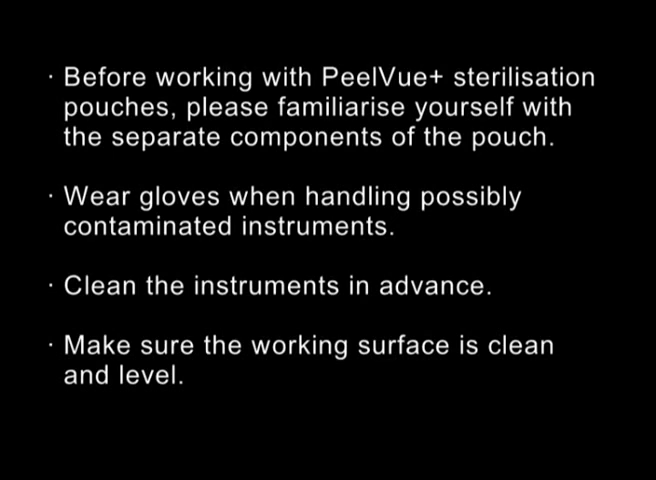 · Before working with PeelVue+ sterilisation
pouches, please familiarise yourself with
the separate components of the pouch.
· Wear gloves when handling possibly
contaminated instruments.
· Clean the instruments in advance.
· Make sure the working surface is clean
and level.